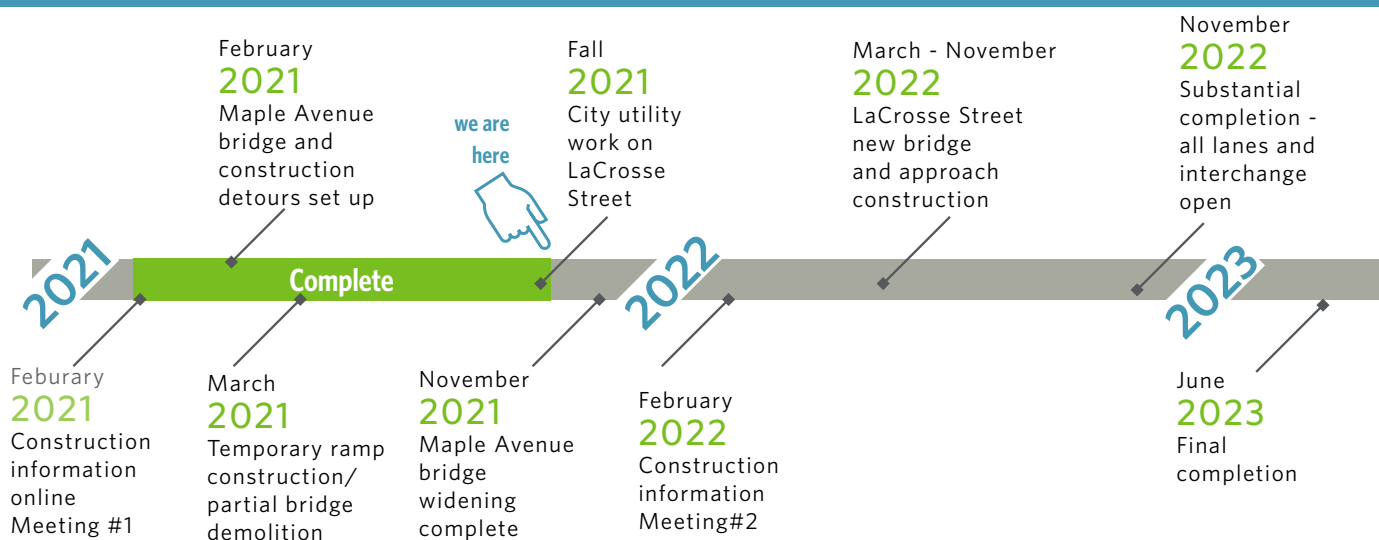 February
2021
Maple Avenue
bridge and
construction
detours set up
we are
here
Fall
2021
City utility
work on
LaCrosse
Street
March - November
2022
LaCrosse Street
new bridge
and approach
construction
November
2022
Substantial
completion -
all lanes and
interchange
open
2021
Complete
2022
2023
Feburary
2021
Construction
information
online
Meeting #1
March
2021
Temporary ramp
construction/
partial bridge
demolition
November
2021
Maple Avenue
bridge
widening
complete
February
2022
Construction
information
Meeting#2
June
2023
Final
completion